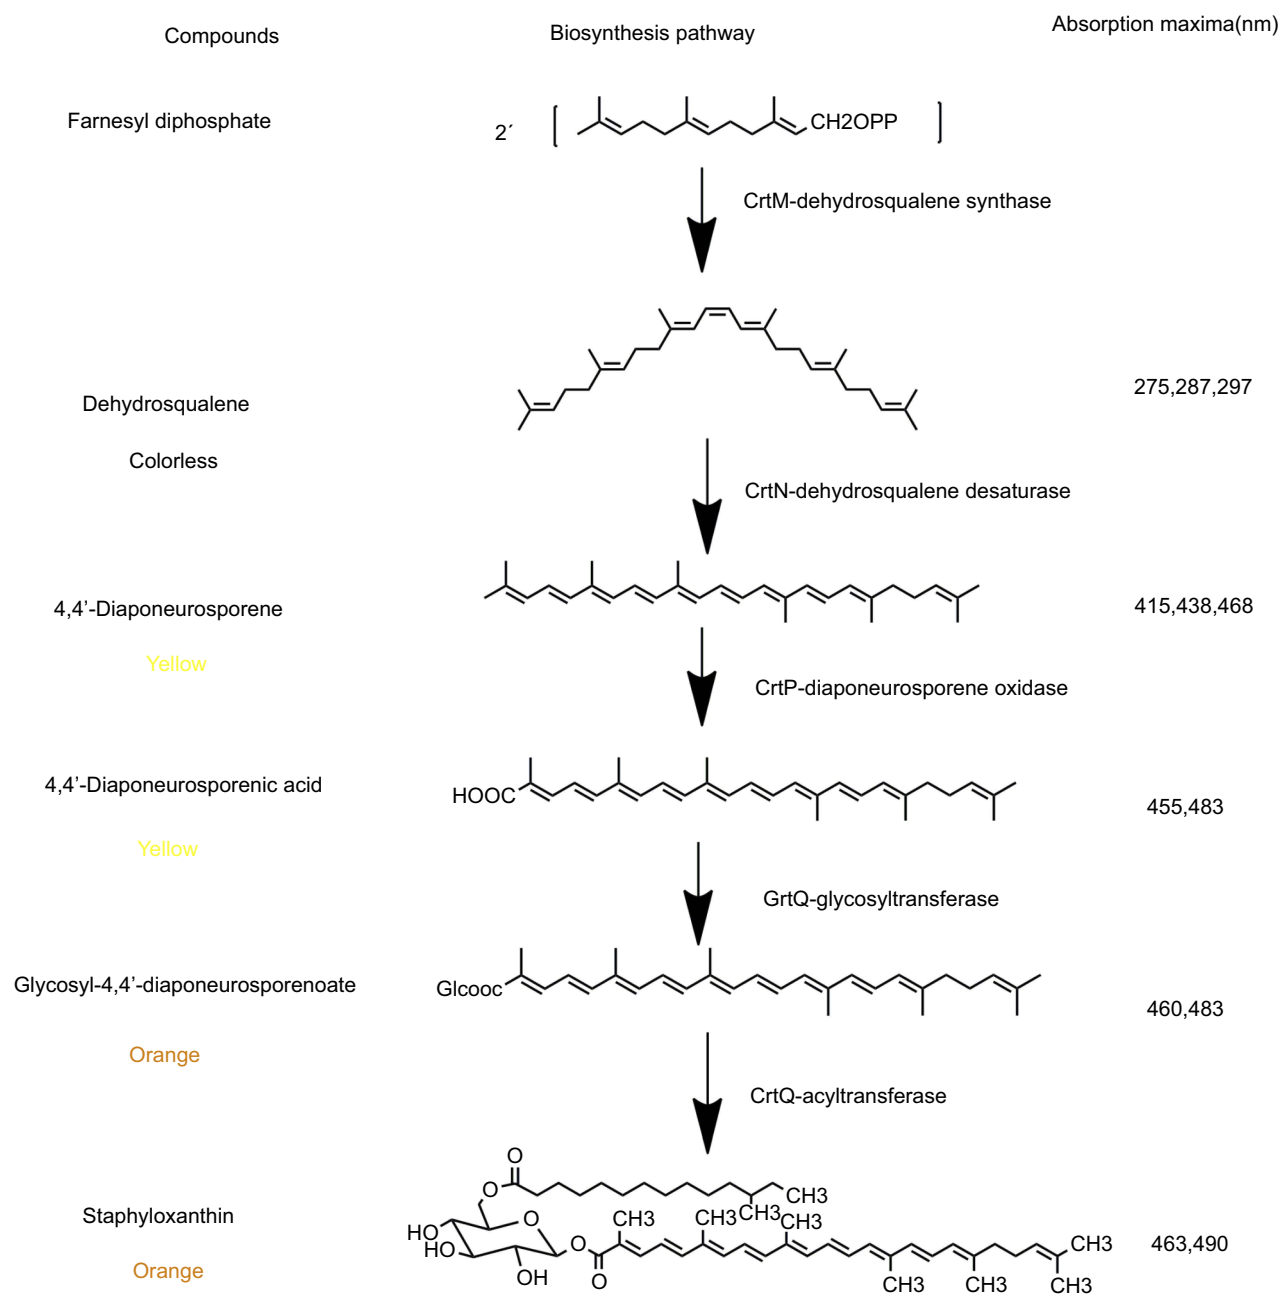 Compounds
Biosynthesis pathway
Absorption maxima(nm)
Farnesyl diphosphate
2´
[
CH2OPP
]
CrtM-dehydrosqualene synthase
Dehydrosqualene
275,287,297
Colorless
CrtN-dehydrosqualene desaturase
4,4’-Diaponeurosporene
415,438,468
Yellow
CrtP-diaponeurosporene oxidase
4,4’-Diaponeurosporenic acid
HOOC
455,483
Yellow
GrtQ-glycosyltransferase
Glycosyl-4,4’-diaponeurosporenoate
Glcooc
460,483
Orange
CrtQ-acyltransferase
O
O
CH3
CH3
Staphyloxanthin
HO
HO
O
OH
O
O
CH3
CH3
CH3
CH3
CH3
CH3
CH3
463,490
Orange